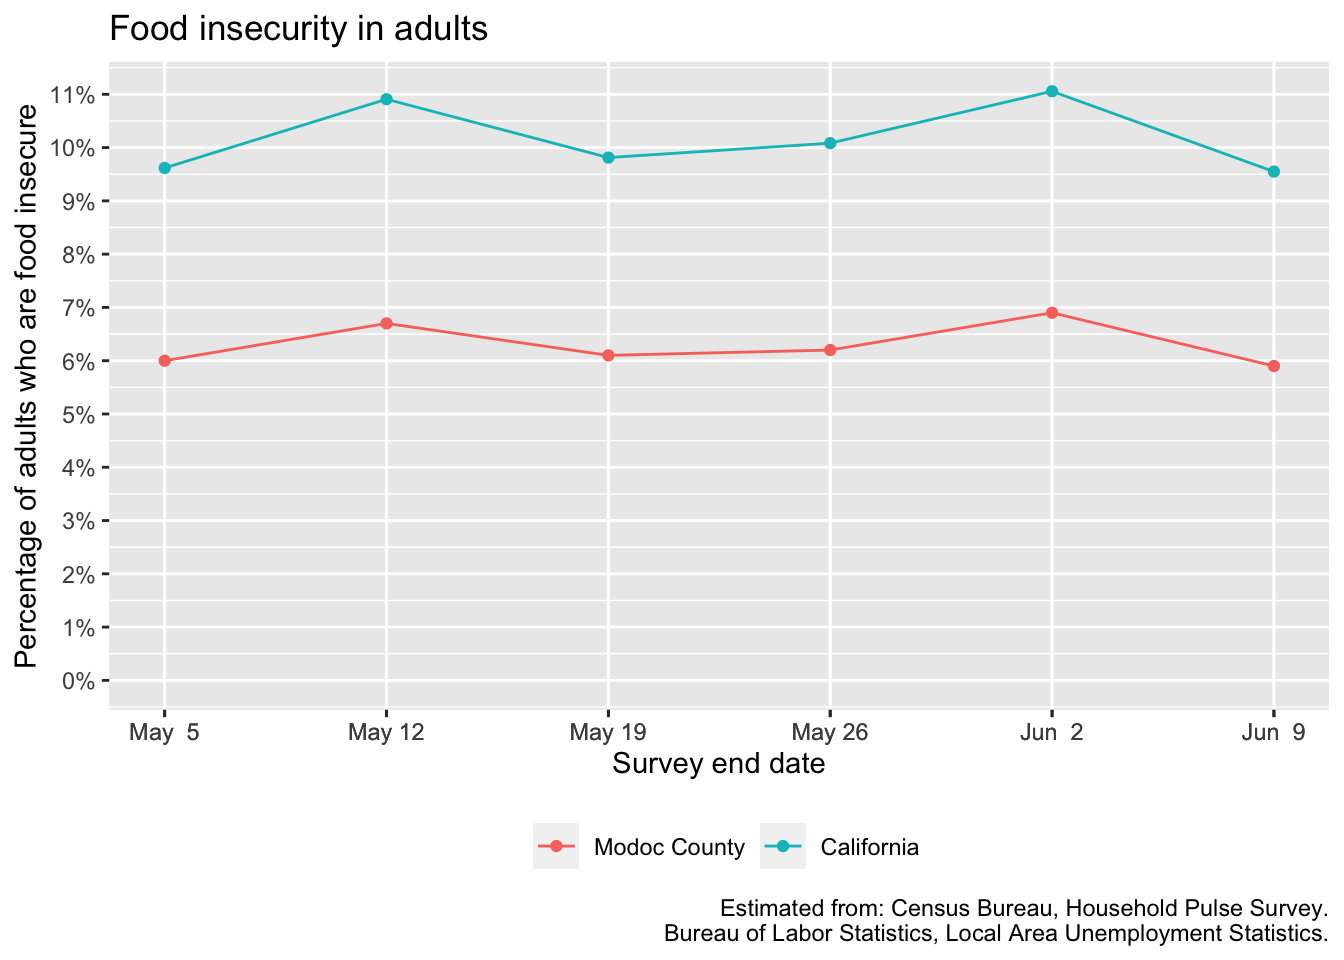 Food insecurity in adults
Percentage of adults who are food insecure
11%
10%
9%
8%
7%
6%
5%
4%
3%
2%
1%
0%
May  5
May 12
May 19
May 26
Jun  2
Jun  9
Survey end date
Modoc County
California
Estimated from: Census Bureau, Household Pulse Survey.
Bureau of Labor Statistics, Local Area Unemployment Statistics.